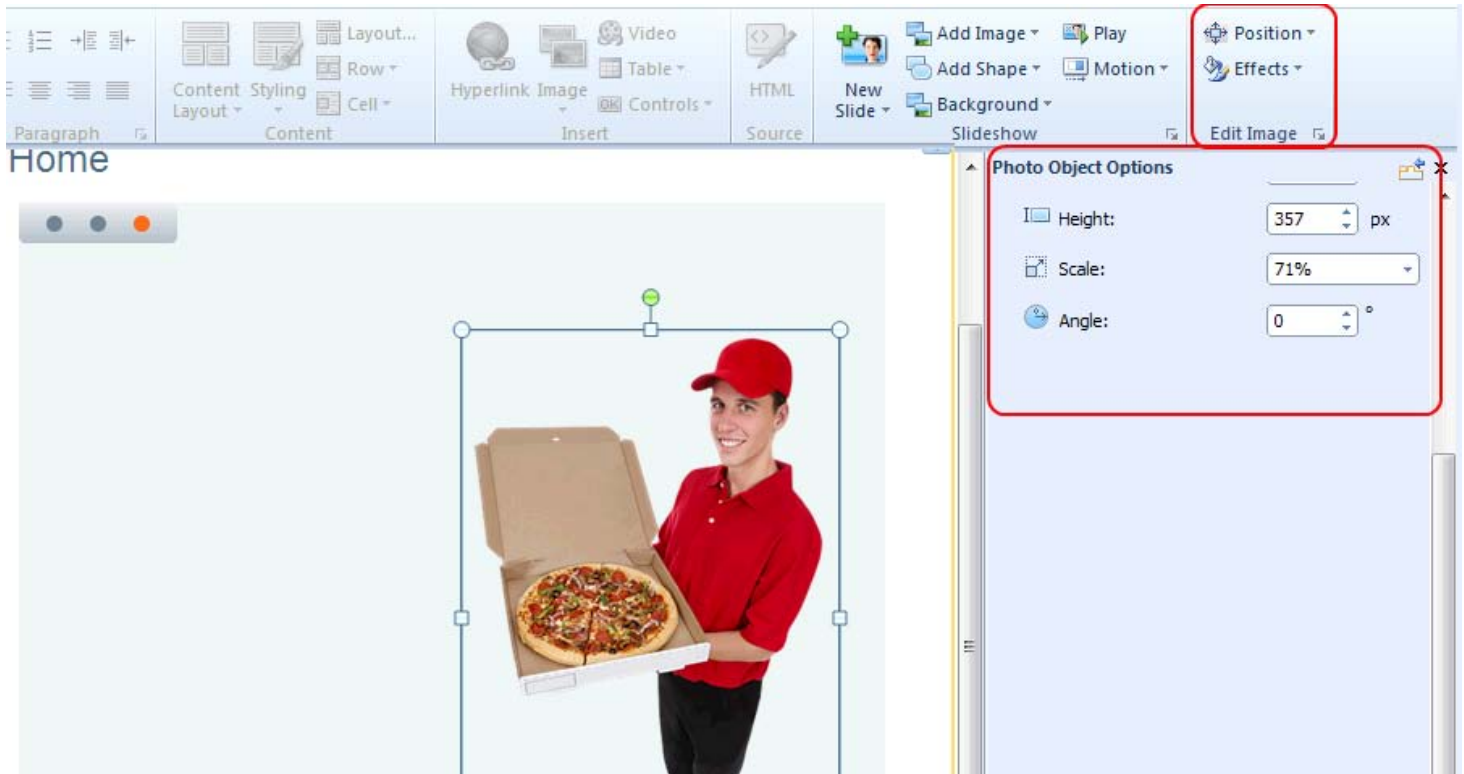 Layout...
Row
Cell
Content Layout
Styling
Paragraph
Content
Hyperlink
Image
Video
Table
OK Controls
Insert
HTML
Source
New Slide
Add Image
Add Shape
Background
Play
Motion
Slideshow
Position
Effects
Edit Image
Home
Photo Object Options
Height: 357 px
Scale: 71%
Angle: 0 °